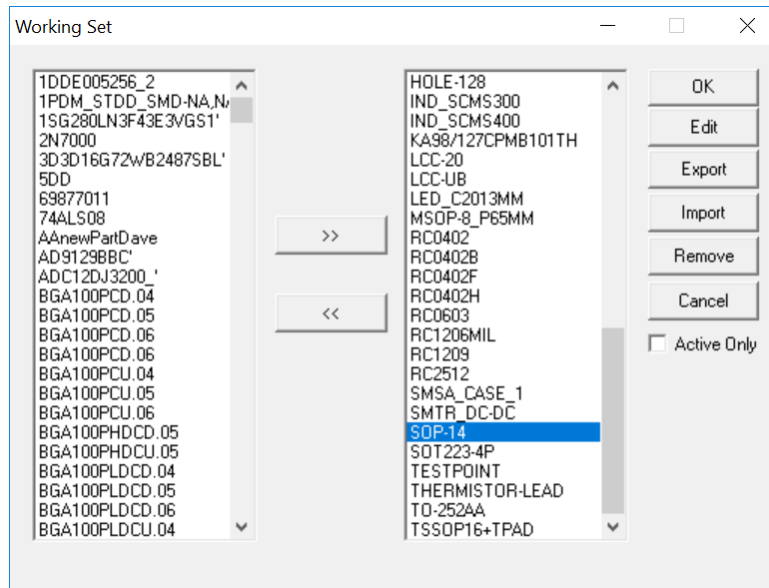 Working Set
1DDE005256_2
1PDM_STDD_SMD-NA,N
1SG280LN3F43E3VGS1'
2N7000
3D3D16G72WB2487SBL'
5DD
69877011
74ALS08
AAnewPartDave
AD9129BBC'
ADC12DJ3200_'
BGA100PCD.04
BGA100PCD.05
BGA100PCD.06
BGA100PCD.06
BGA100PCU.04
BGA100PCU.05
BGA100PCU.06
BGA100PHDCD.05
BGA100PHDCU.05
BGA100PLDCD.04
BGA100PLDCD.05
BGA100PLDCD.06
BGA100PLDCU.04
>>
<<
HOLE-128
IND_SCMS300
IND_SCMS400
KA98/127CPMB101TH
LCC-20
LCC-UB
LED_C2013MM
MSOP-8_P65MM
RC0402
RC0402B
RC0402F
RC0402H
RC0603
RC1206MIL
RC1209
RC2512
SMSA_CASE_1
SMTR_DC-DC
SOP-14
SOT223-4P
TESTPOINT
THERMISTOR-LEAD
TO-252AA
TSSOP16+TPAD
OK
Edit
Export
Import
Remove
Cancel
Active Only